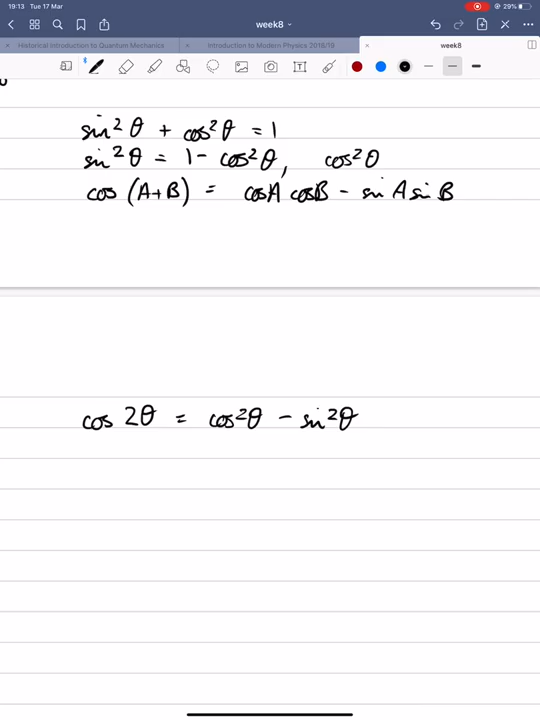 19:13 Tue 17 Mar
29%
week8
Historical Introduction to Quantum Mechanics
Introduction to Modern Physics 2018/19
week8
sin²θ + cos²θ = 1
sin²θ = 1 - cos²θ, cos²θ
cos (A+B) = cosA cosB - sinA sin B
cos 2θ = cos²θ - sin²θ